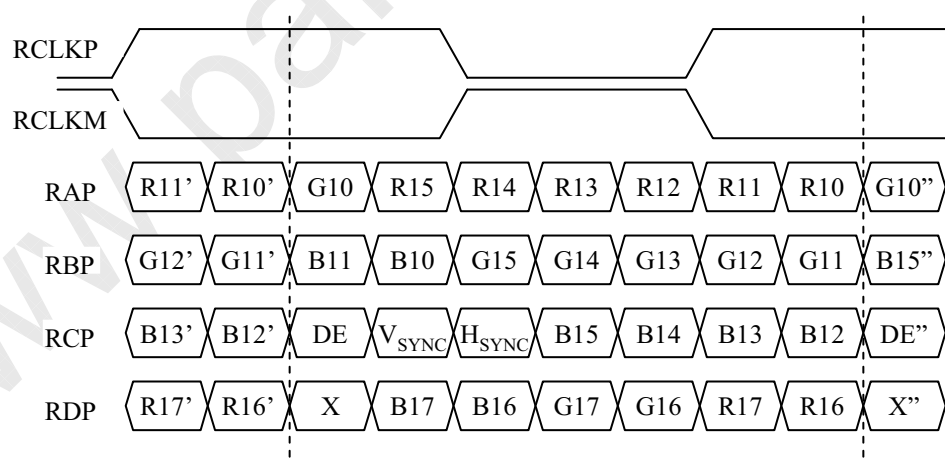 RCLKP
RCLKM
RAP R11’ R10’ G10 R15 R14 R13 R12 R11 R10 G10”
RBP G12’ G11’ B11 B10 G15 G14 G13 G12 G11 B15”
RCP B13’ B12’ DE VSYNC HSYNC B15 B14 B13 B12 DE”
RDP R17’ R16’ X B17 B16 G17 G16 R17 R16 X”